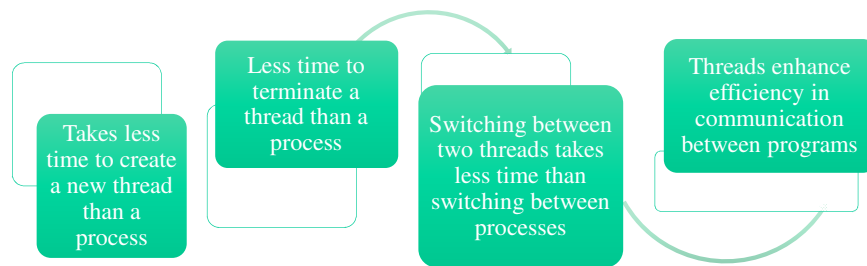 Takes less
time to create
a new thread
than a
process
Less time to
terminate a
thread than a
process
Switching between
two threads takes
less time than
switching between
processes
Threads enhance
efficiency in
communication
between programs